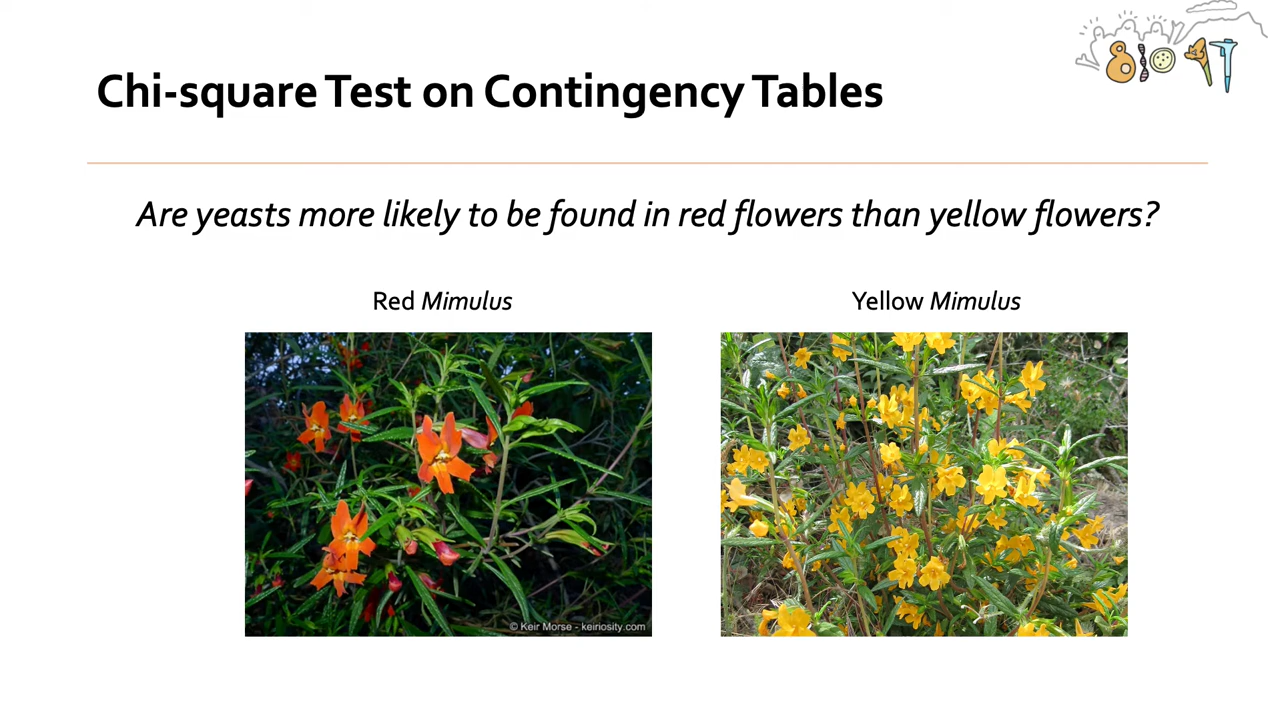 Chi-square Test on Contingency Tables
Are yeasts more likely to be found in red flowers than yellow flowers?
Red Mimulus
Yellow Mimulus
© Keir Morse - keiriosity.com